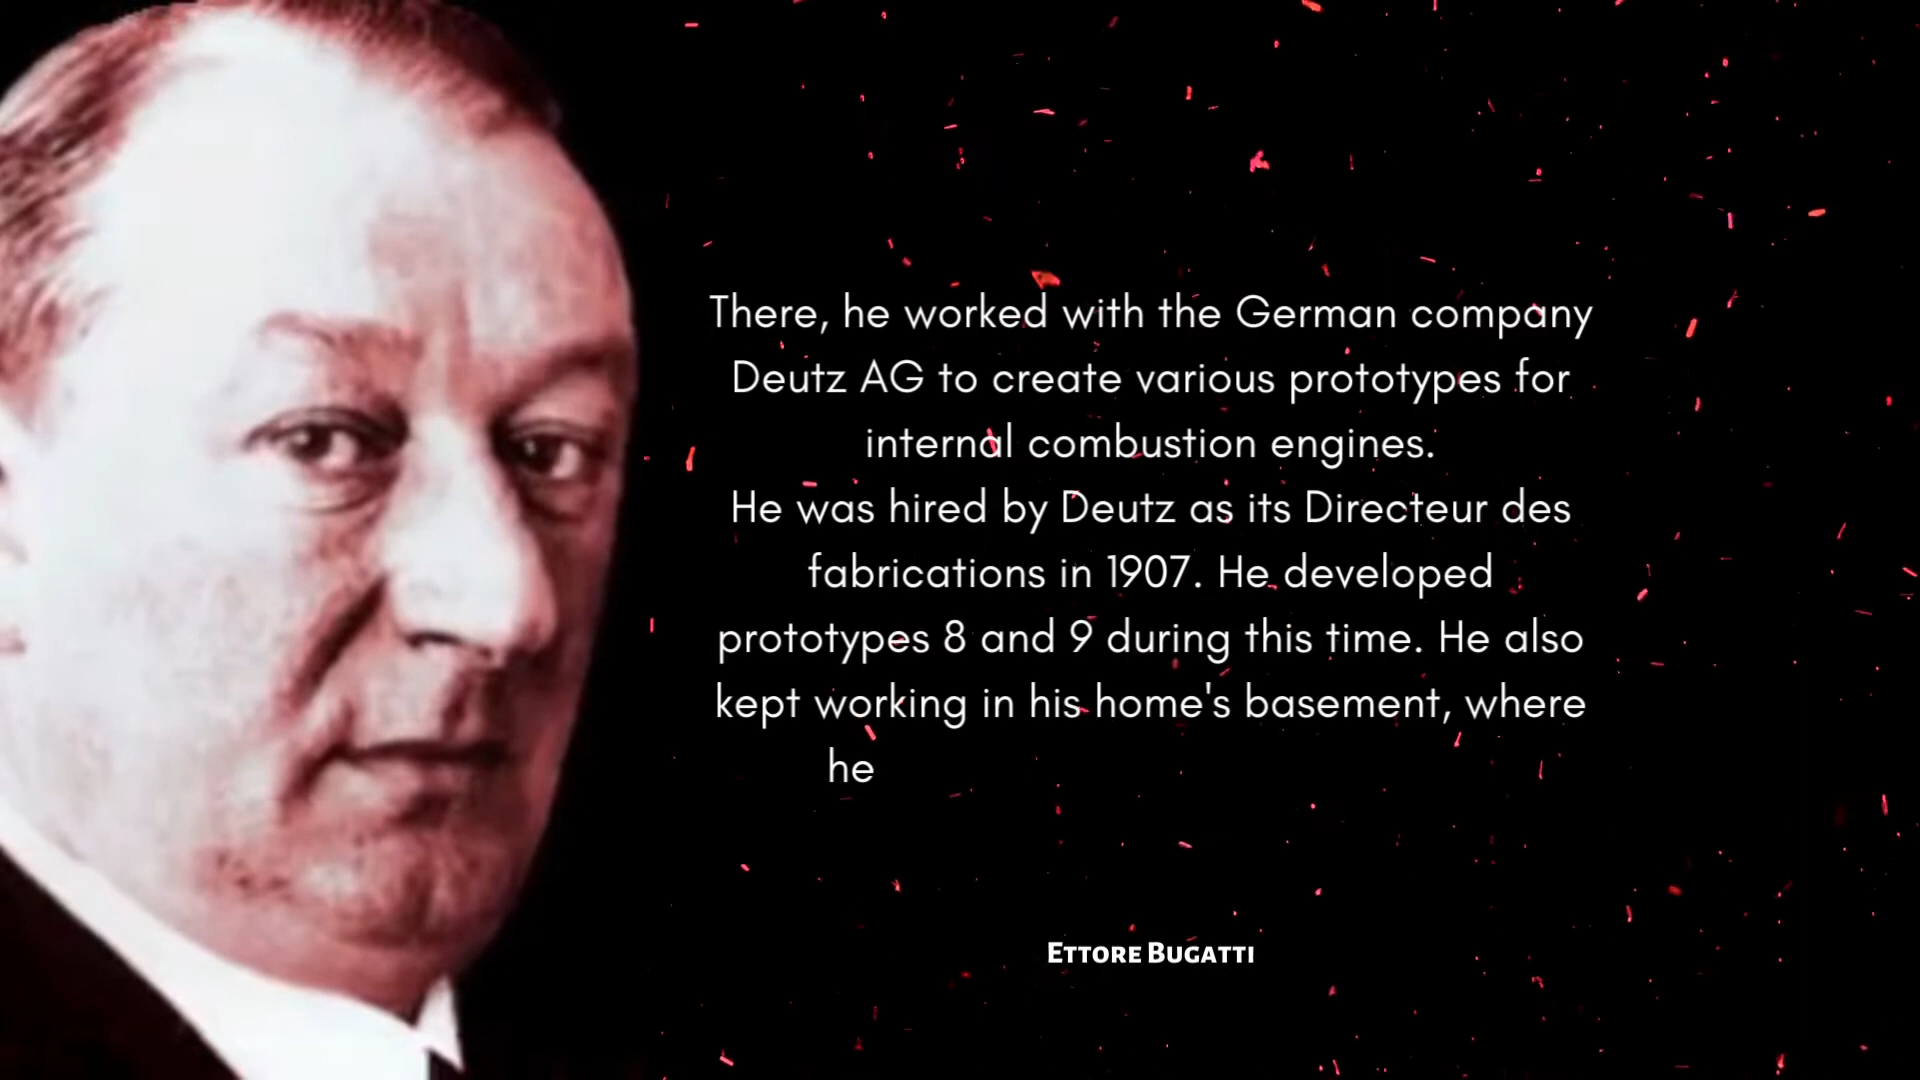 There, he worked with the German company
Deutz AG to create various prototypes for
internal combustion engines.
He was hired by Deutz as its Directeur des
fabrications in 1907. He developed
prototypes 8 and 9 during this time. He also
kept working in his home's basement, where
he
Ettore Bugatti